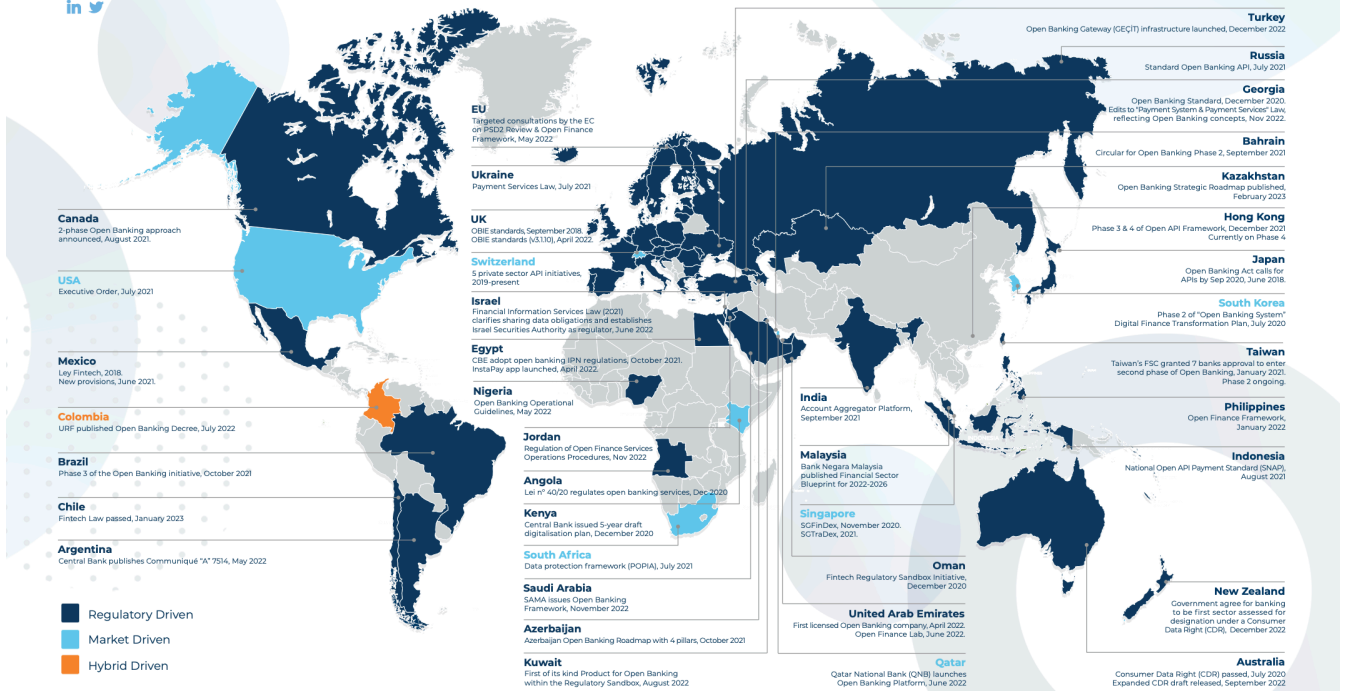 in
Canada
2-phase Open Banking approach
announced, August 2021.
USA
Executive Order, July 2021
Mexico
Ley Fintech, 2018.
New provisions, June 2021.
Colombia
URF published Open Banking Decree, July 2022
Brazil
Phase 3 of the Open Banking initiative, October 2021
Chile
Fintech Law passed, January 2023
Argentina
Central Bank publishes Communiqué "A" 7514, May 2022
Regulatory Driven
Market Driven
Hybrid Driven
EU
Targeted consultations by the EC
on PSD2 Review & Open Finance
Framework, May 2022
Ukraine
Payment Services Law, July 2021
UK
OBIE standards, September 2018.
OBIE standards (v3.1.10), April 2022.
Switzerland
5 private sector API initiatives,
2019-present
Israel
Financial Information Services Law (2021)
clarifies sharing data obligations and establishes
Israel Securities Authority as regulator, June 2022
Egypt
CBE adopt open banking IPN regulations, October 2021.
InstaPay app launched, April 2022.
Nigeria
Open Banking Operational
Guidelines, May 2022
Jordan
Regulation of Open Finance Services
Operations Procedures, Nov 2022
Angola
Lei nº 40/20 regulates open banking services, Dec 2020
Kenya
Central Bank issued 5-year draft
digitalisation plan, December 2020
South Africa
Data protection framework (POPIA), July 2021
Saudi Arabia
SAMA issues Open Banking
Framework, November 2022
Azerbaijan
Azerbaijan Open Banking Roadmap with 4 pillars, October 2021
Kuwait
First of its kind Product for Open Banking
within the Regulatory Sandbox, August 2022
India
Account Aggregator Platform,
September 2021
Malaysia
Bank Negara Malaysia
published Financial Sector
Blueprint for 2022-2026
Singapore
SGFinDex, November 2020.
SGTraDex, 2021.
Oman
Fintech Regulatory Sandbox Initiative,
December 2020
United Arab Emirates
First licensed Open Banking company, April 2022.
Open Finance Lab, June 2022.
Qatar
Qatar National Bank (QNB) launches
Open Banking Platform, June 2022
Turkey
Open Banking Gateway (GEÇİT) infrastructure launched, December 2022
Russia
Standard Open Banking API, July 2021
Georgia
Open Banking Standard, December 2020.
Edits to "Payment System & Payment Services" Law,
reflecting Open Banking concepts, Nov 2022.
Bahrain
Circular for Open Banking Phase 2, September 2021
Kazakhstan
Open Banking Strategic Roadmap published,
February 2023
Hong Kong
Phase 3 & 4 of Open API Framework, December 2021
Currently on Phase 4
Japan
Open Banking Act calls for
APIs by Sep 2020, June 2018.
South Korea
Phase 2 of "Open Banking System"
Digital Finance Transformation Plan, July 2020
Taiwan
Taiwan's FSC granted 7 banks approval to enter
second phase of Open Banking, January 2021.
Phase 2 ongoing.
Philippines
Open Finance Framework,
January 2022
Indonesia
National Open API Payment Standard (SNAP),
August 2021
New Zealand
Government agree for banking
to be first sector assessed for
designation under a Consumer
Data Right (CDR), December 2022
Australia
Consumer Data Right (CDR) passed, July 2020
Expanded CDR draft released, September 2022